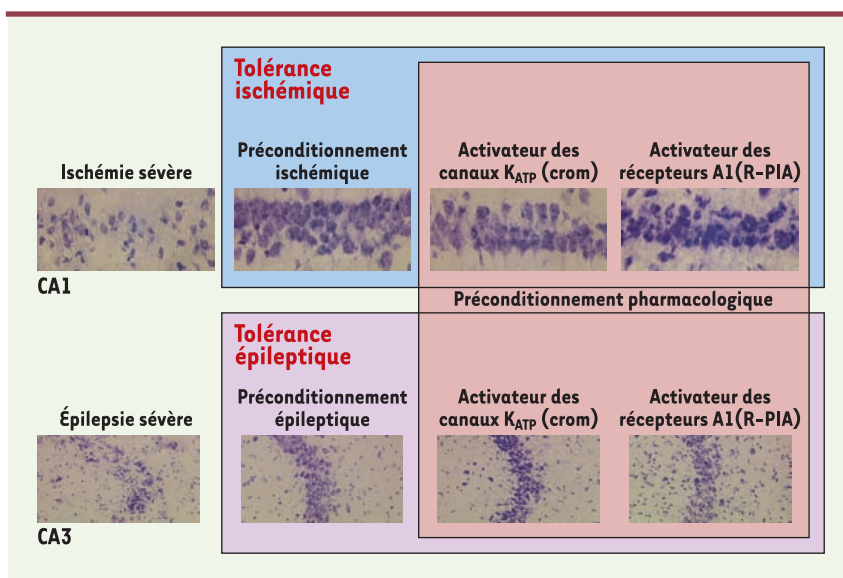 Tolérance
ischémique
Ischémie sévère
Préconditionnement
ischémique
Activateur des
canaux KATP (crom)
Activateur des
récepteurs A1(R-PIA)
CA1
Préconditionnement pharmacologique
Tolérance
épileptique
Épilepsie sévère
Préconditionnement
épileptique
Activateur des
canaux KATP (crom)
Activateur des
récepteurs A1(R-PIA)
CA3